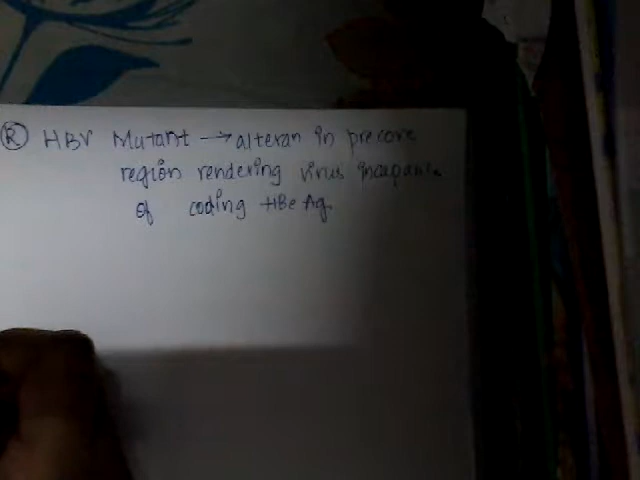 Ⓡ HBV Mutant → alteran in precore
region rendering virus incapable
of coding HBe Ag.